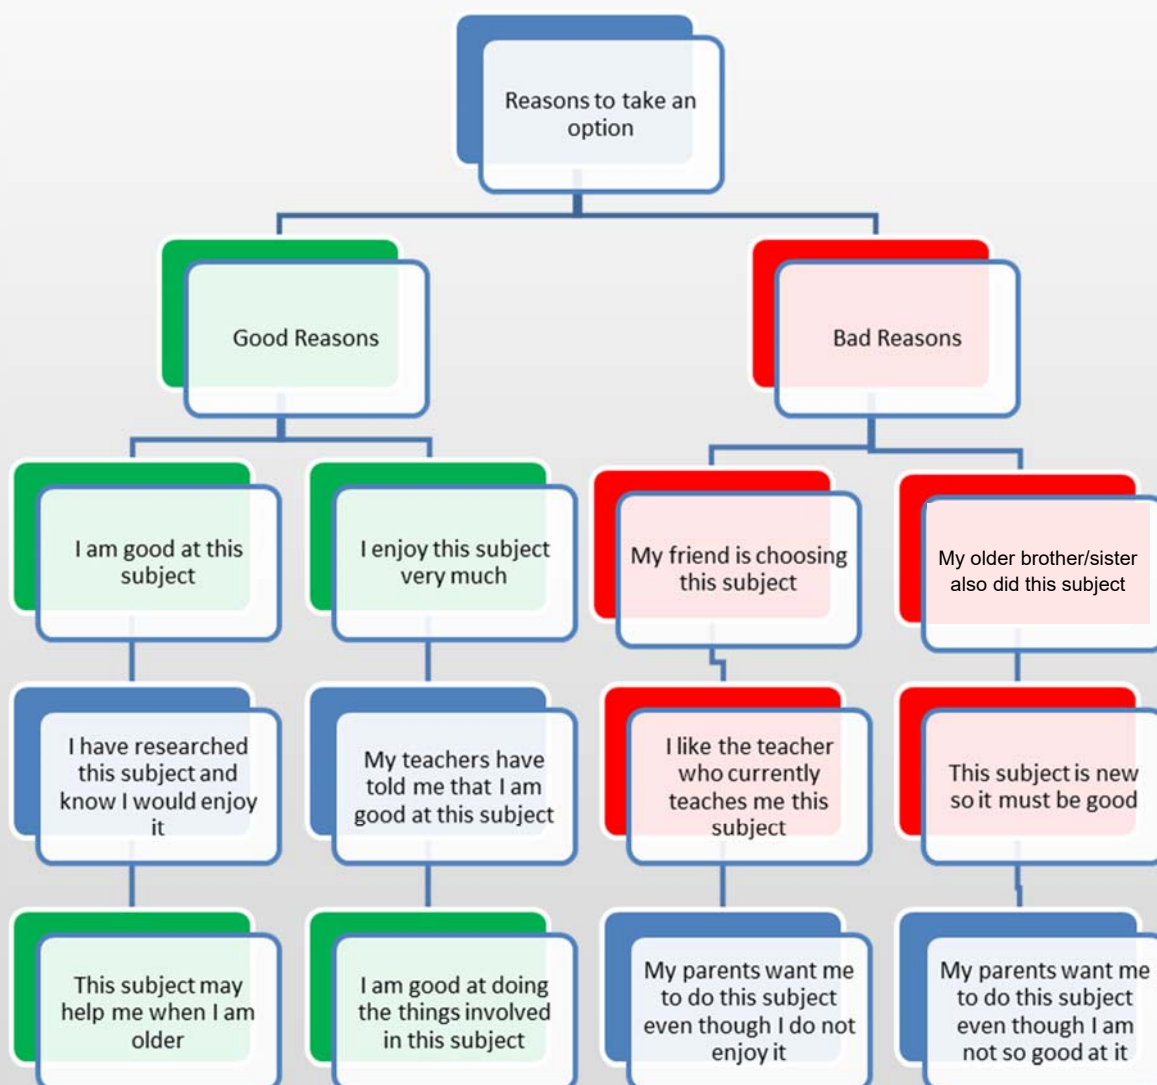 Reasons to take an
option
Good Reasons
Bad Reasons
I am good at this
subject
I enjoy this subject
very much
My friend is choosing
this subject
My older brother/sister
also did this subject
I have researched
this subject and
know I would enjoy
it
My teachers have
told me that I am
good at this subject
I like the teacher
who currently
teaches me this
subject
This subject is new
so it must be good
This subject may
help me when I am
older
I am good at doing
the things involved
in this subject
My parents want me
to do this subject
even though I do not
enjoy it
My parents want me
to do this subject
even though I am
not so good at it